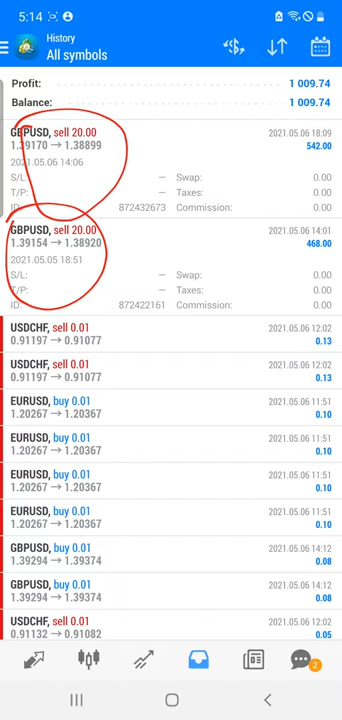 5:14
History
All symbols
Profit: 1 009.74
Balance: 1 009.74
GBPUSD, sell 20.00 2021.05.06 18:09
1.39170 → 1.38899 542.00
2021.05.06 14:06
S/L: — Swap: 0.00
T/P: — Taxes: 0.00
ID: 872432673 Commission: 0.00
GBPUSD, sell 20.00 2021.05.06 14:01
1.39154 → 1.38920 468.00
2021.05.05 18:51
S/L: — Swap: 0.00
T/P: — Taxes: 0.00
ID: 872422161 Commission: 0.00
USDCHF, sell 0.01 2021.05.06 12:02
0.91197 → 0.91077 0.13
USDCHF, sell 0.01 2021.05.06 12:02
0.91197 → 0.91077 0.13
EURUSD, buy 0.01 2021.05.06 11:51
1.20267 → 1.20367 0.10
EURUSD, buy 0.01 2021.05.06 11:51
1.20267 → 1.20367 0.10
EURUSD, buy 0.01 2021.05.06 11:51
1.20267 → 1.20367 0.10
EURUSD, buy 0.01 2021.05.06 11:51
1.20267 → 1.20367 0.10
GBPUSD, buy 0.01 2021.05.06 14:12
1.39294 → 1.39374 0.08
GBPUSD, buy 0.01 2021.05.06 14:12
1.39294 → 1.39374 0.08
USDCHF, sell 0.01 2021.05.06 12:02
0.91132 → 0.91082 0.05
2